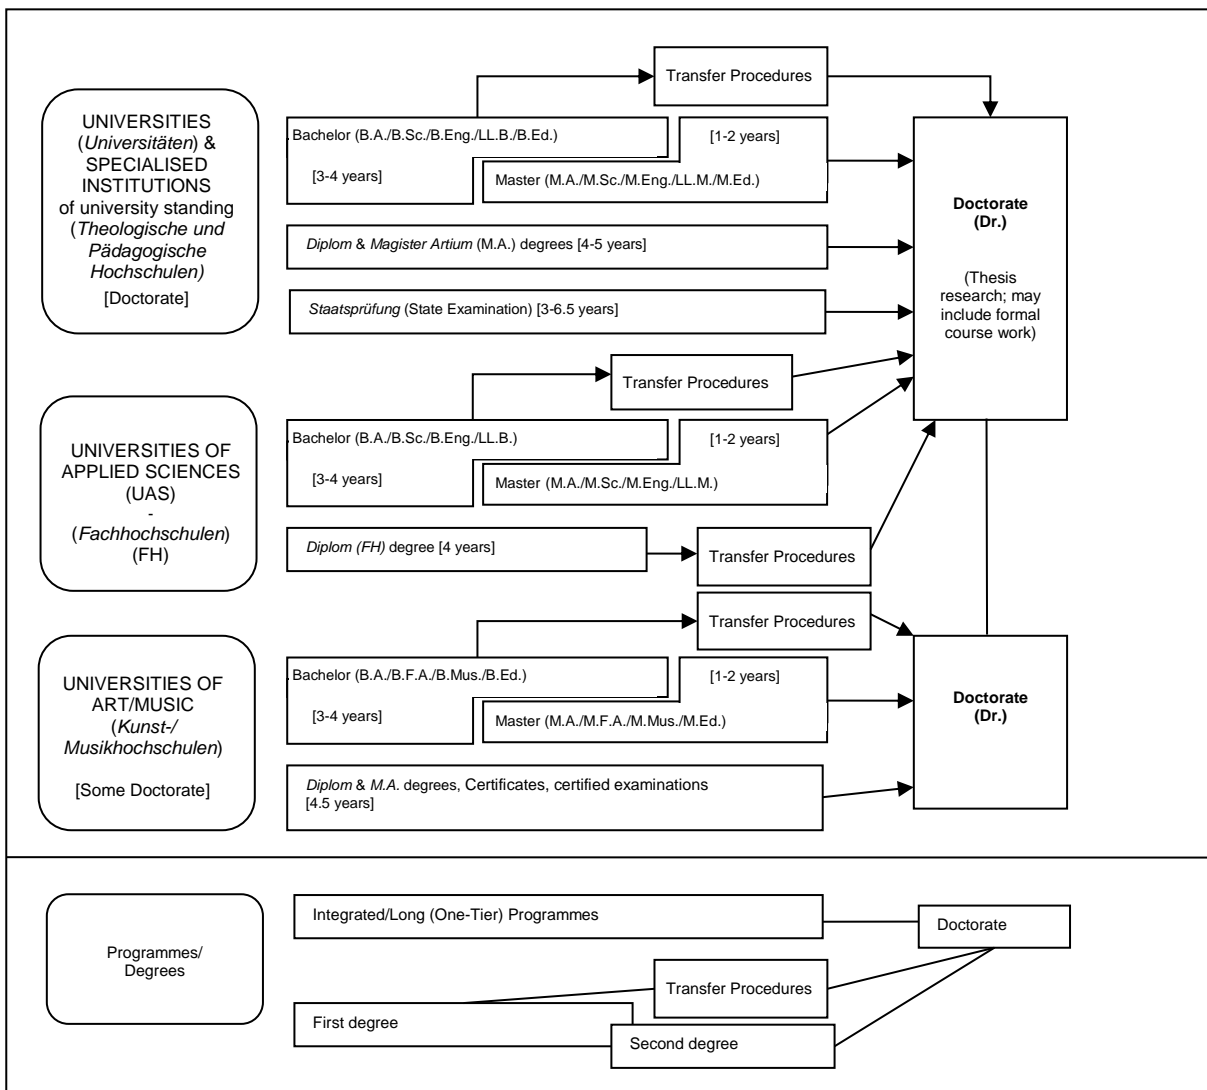 Transfer Procedures
UNIVERSITIES
(Universitäten) &
SPECIALISED
INSTITUTIONS
of university standing
(Theologische und
Pädagogische
Hochschulen)
[Doctorate]
. Bachelor (B.A./B.Sc./B.Eng./LL.B./B.Ed.)
[3-4 years]
[1-2 years]
Master (M.A./M.Sc./M.Eng./LL.M./M.Ed.)
Diplom & Magister Artium (M.A.) degrees [4-5 years]
Staatsprüfung (State Examination) [3-6.5 years]
Doctorate
(Dr.)
(Thesis
research; may
include formal
course work)
Transfer Procedures
UNIVERSITIES OF
APPLIED SCIENCES
(UAS)
-
(Fachhochschulen)
(FH)
. Bachelor (B.A./B.Sc./B.Eng./LL.B.)
[3-4 years]
[1-2 years]
Master (M.A./M.Sc./M.Eng./LL.M.)
Diplom (FH) degree [4 years]
Transfer Procedures
Transfer Procedures
UNIVERSITIES OF
ART/MUSIC
(Kunst-/
Musikhochschulen)
[Some Doctorate]
. Bachelor (B.A./B.F.A./B.Mus./B.Ed.)
[3-4 years]
[1-2 years]
Master (M.A./M.F.A./M.Mus./M.Ed.)
Diplom & M.A. degrees, Certificates, certified examinations
[4.5 years]
Doctorate
(Dr.)
Programmes/
Degrees
Integrated/Long (One-Tier) Programmes
Doctorate
Transfer Procedures
First degree
Second degree